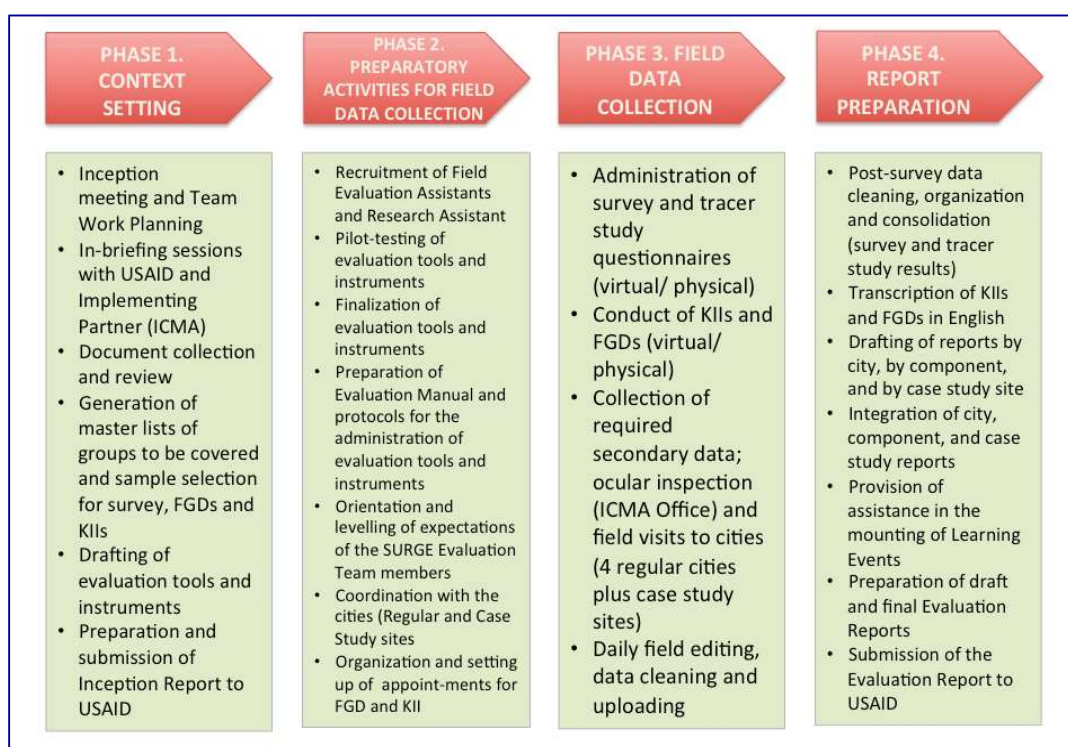 PHASE 1.
CONTEXT
SETTING
• Inception
meeting and Team
Work Planning
• In-briefing sessions
with USAID and
Implementing
Partner (ICMA)
• Document collection
and review
• Generation of
master lists of
groups to be covered
and sample selection
for survey, FGDs and
KIIs
• Drafting of
evaluation tools and
instruments
• Preparation and
submission of
Inception Report to
USAID
PHASE 2.
PREPARATORY
ACTIVITIES FOR FIELD
DATA COLLECTION
• Recruitment of Field
Evaluation Assistants
and Research Assistant
• Pilot-testing of
evaluation tools and
instruments
• Finalization of
evaluation tools and
instruments
• Preparation of
Evaluation Manual and
protocols for the
administration of
evaluation tools and
instruments
• Orientation and
levelling of expectations
of the SURGE Evaluation
Team members
• Coordination with the
cities (Regular and Case
Study sites
• Organization and setting
up of appoint-ments for
FGD and KII
PHASE 3. FIELD
DATA
COLLECTION
• Administration of
survey and tracer
study
questionnaires
(virtual/ physical)
• Conduct of KIIs and
FGDs (virtual/
physical)
• Collection of
required
secondary data;
ocular inspection
(ICMA Office) and
field visits to cities
(4 regular cities
plus case study
sites)
• Daily field editing,
data cleaning and
uploading
PHASE 4.
REPORT
PREPARATION
• Post-survey data
cleaning, organization
and consolidation
(survey and tracer
study results)
• Transcription of KIIs
and FGDs in English
• Drafting of reports by
city, by component,
and by case study site
• Integration of city,
component, and case
study reports
• Provision of
assistance in the
mounting of Learning
Events
• Preparation of draft
and final Evaluation
Reports
• Submission of the
Evaluation Report to
USAID